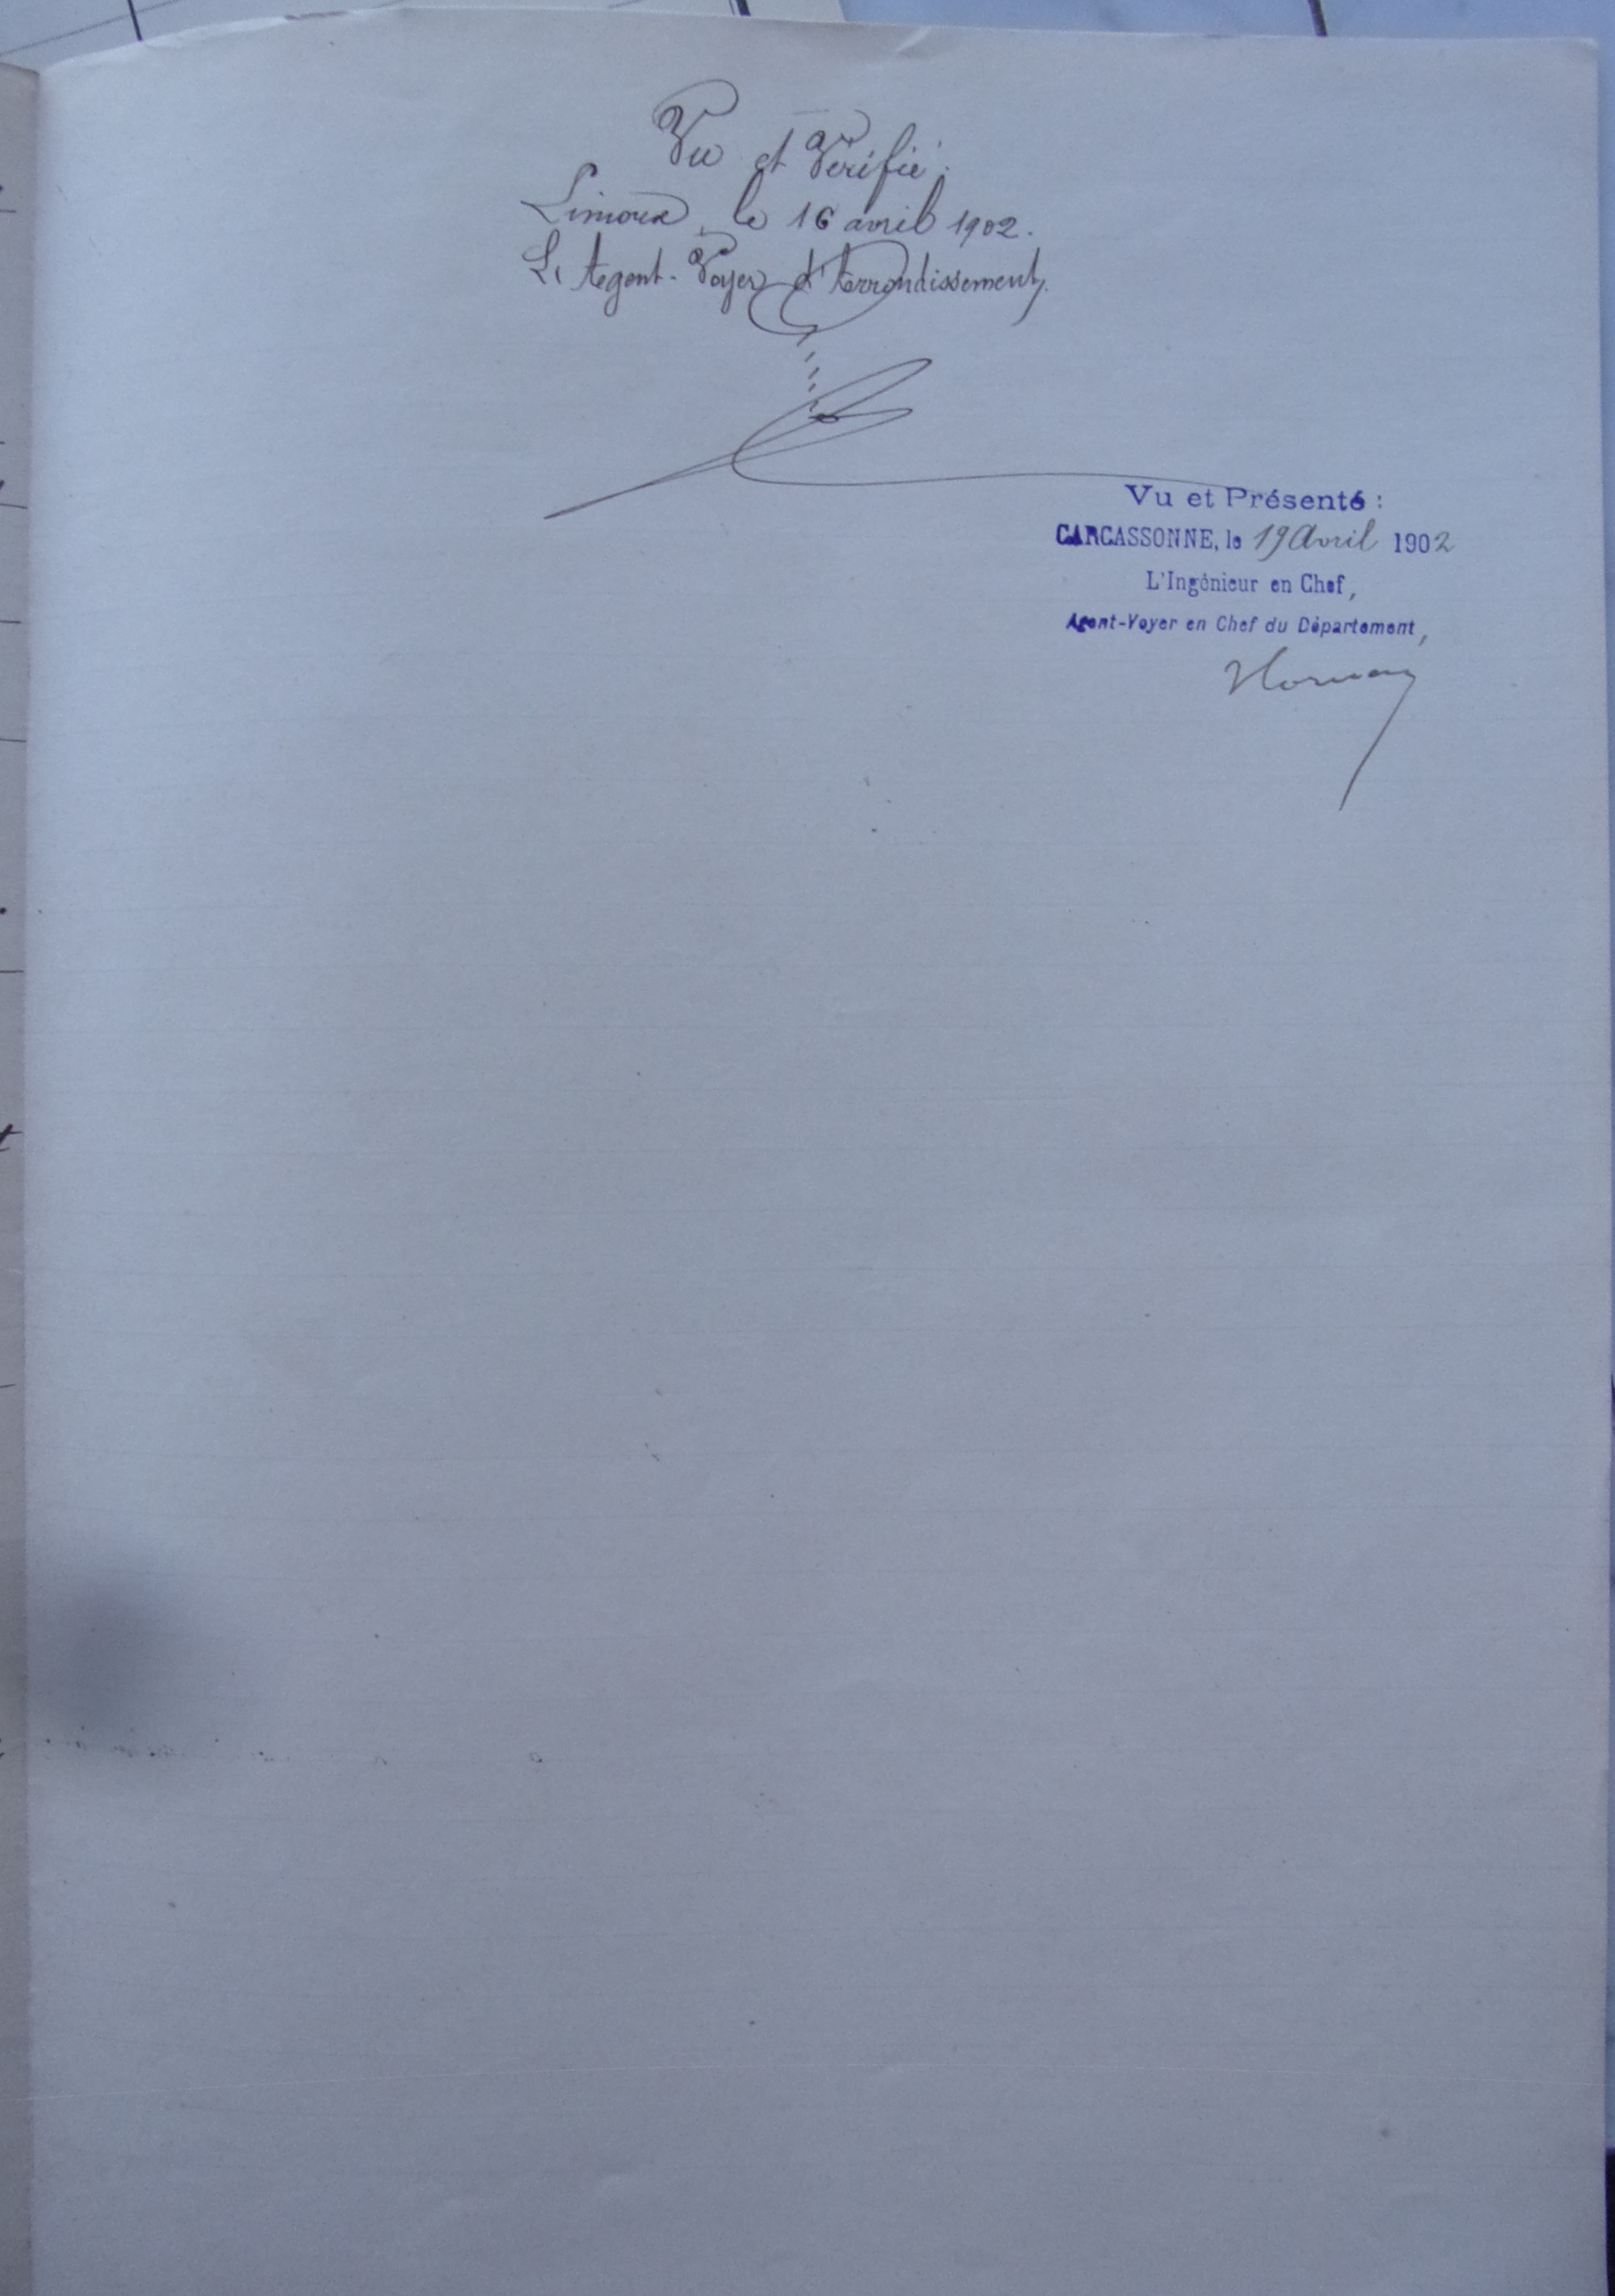 Vu et Vérifié :
Limoux, le 16 avril 1902.
L'Agent-Voyer d'Arrondissement.
Vu et Présenté :
CARCASSONNE, le 19 Avril 1902
L'Ingénieur en Chef,
Agent-Voyer en Chef du Département,